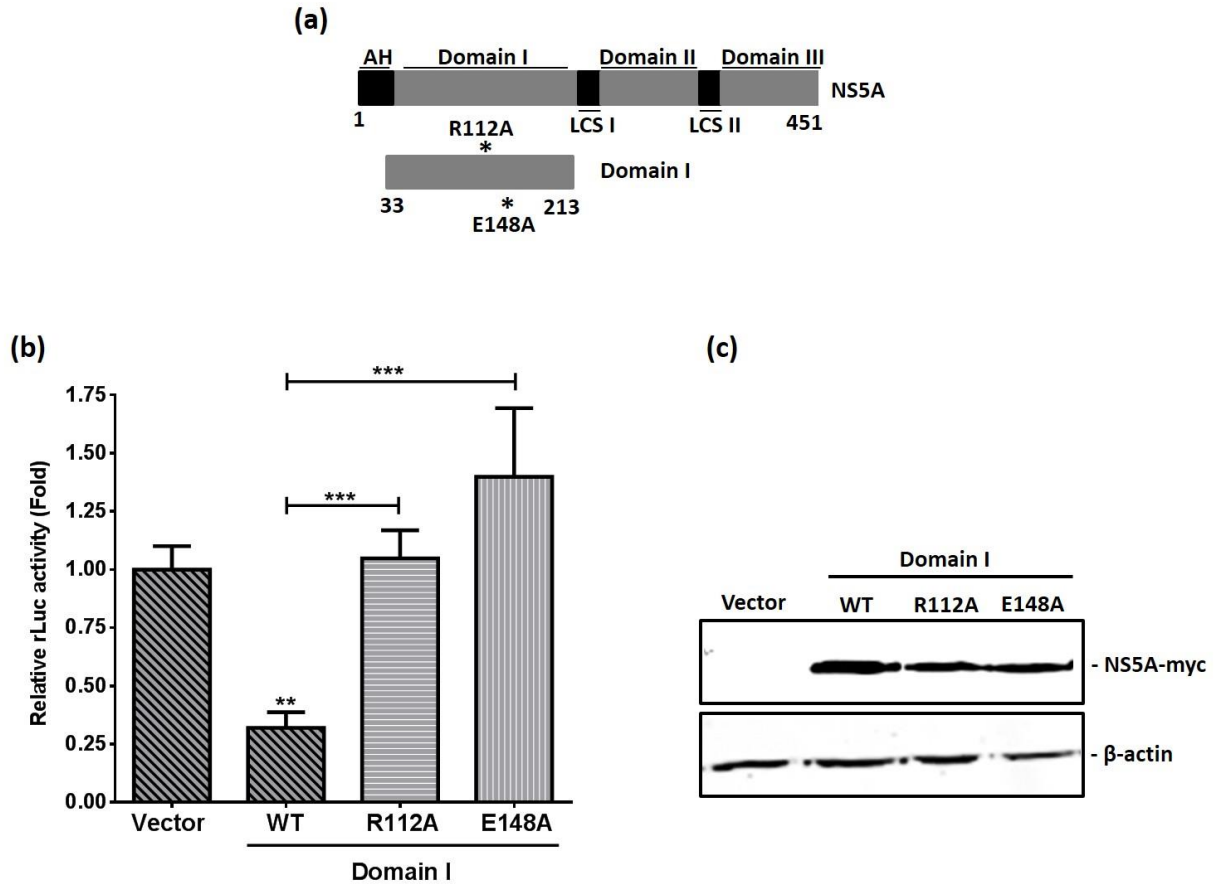 (a)
AH Domain I Domain II Domain III
NS5A
1 R112A LCS I LCS II 451
*
Domain I
33 * 213
E148A
(b)
***
1.75
1.50
1.25
1.00
0.75
0.50
0.25
0.00
Relative rLuc activity (Fold)
***
**
Vector WT R112A E148A
Domain I
(c)
Domain I
Vector WT R112A E148A
- NS5A-myc
- β-actin